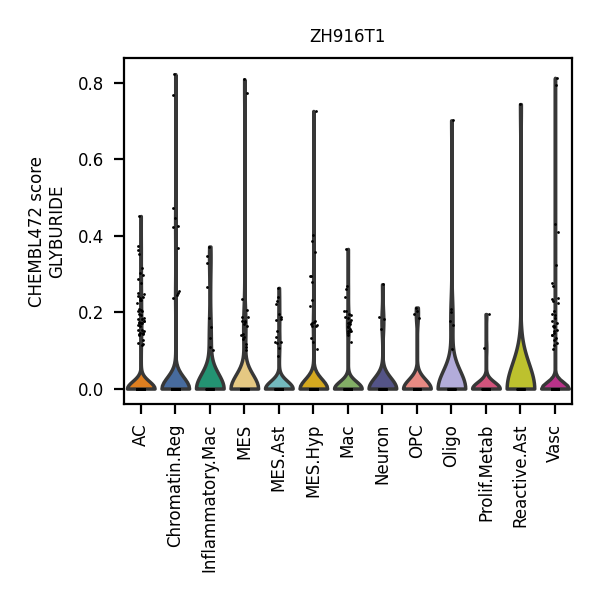 ZH916T1
CHEMBL472 score
GLYBURIDE
0.8
0.6
0.4
0.2
0.0
AC
Chromatin.Reg
Inflammatory.Mac
MES
MES.Ast
MES.Hyp
Mac
Neuron
OPC
Oligo
Prolif.Metab
Reactive.Ast
Vasc